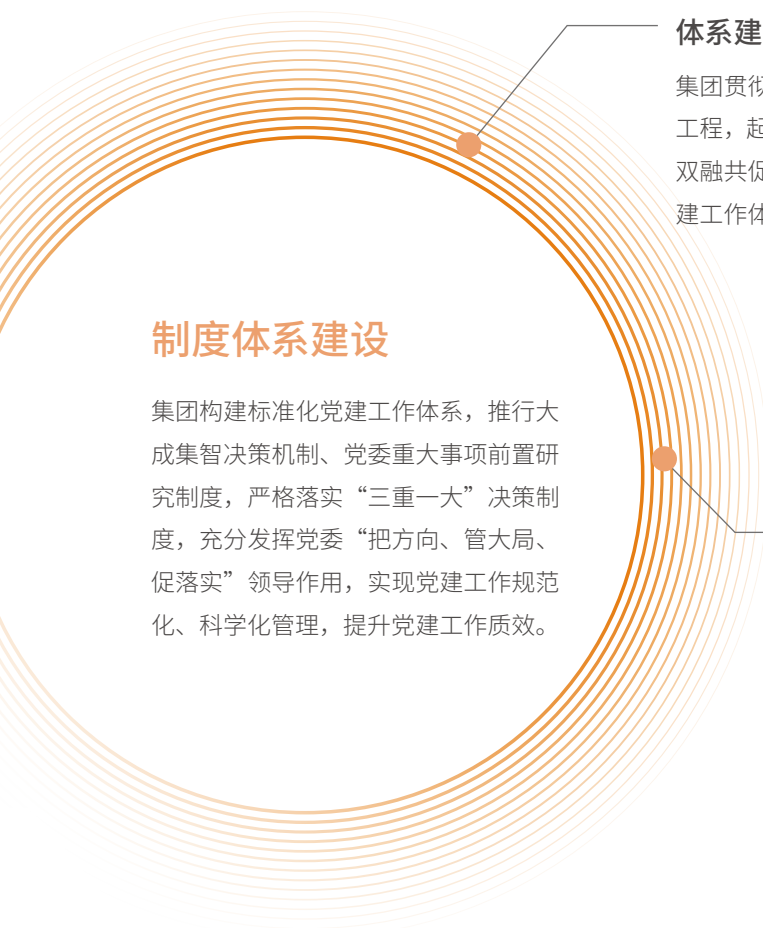 体系建
集团贯彻
工程，起
双融共促
建工作体
制度体系建设
集团构建标准化党建工作体系，推行大
成集智决策机制、党委重大事项前置研
究制度，严格落实“三重一大”决策制
度，充分发挥党委“把方向、管大局、
促落实”领导作用，实现党建工作规范
化、科学化管理，提升党建工作质效。